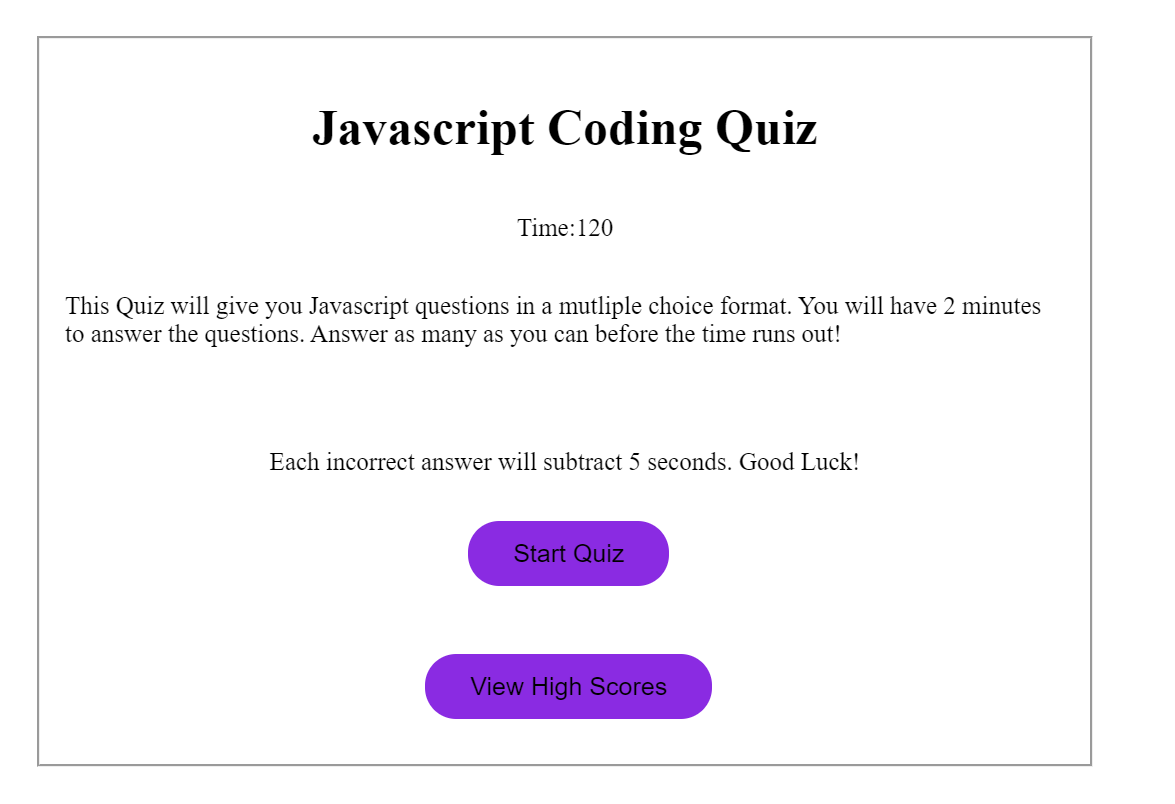 Javascript Coding Quiz
Time:120
This Quiz will give you Javascript questions in a mutliple choice format. You will have 2 minutes
to answer the questions. Answer as many as you can before the time runs out!
Each incorrect answer will subtract 5 seconds. Good Luck!
Start Quiz
View High Scores